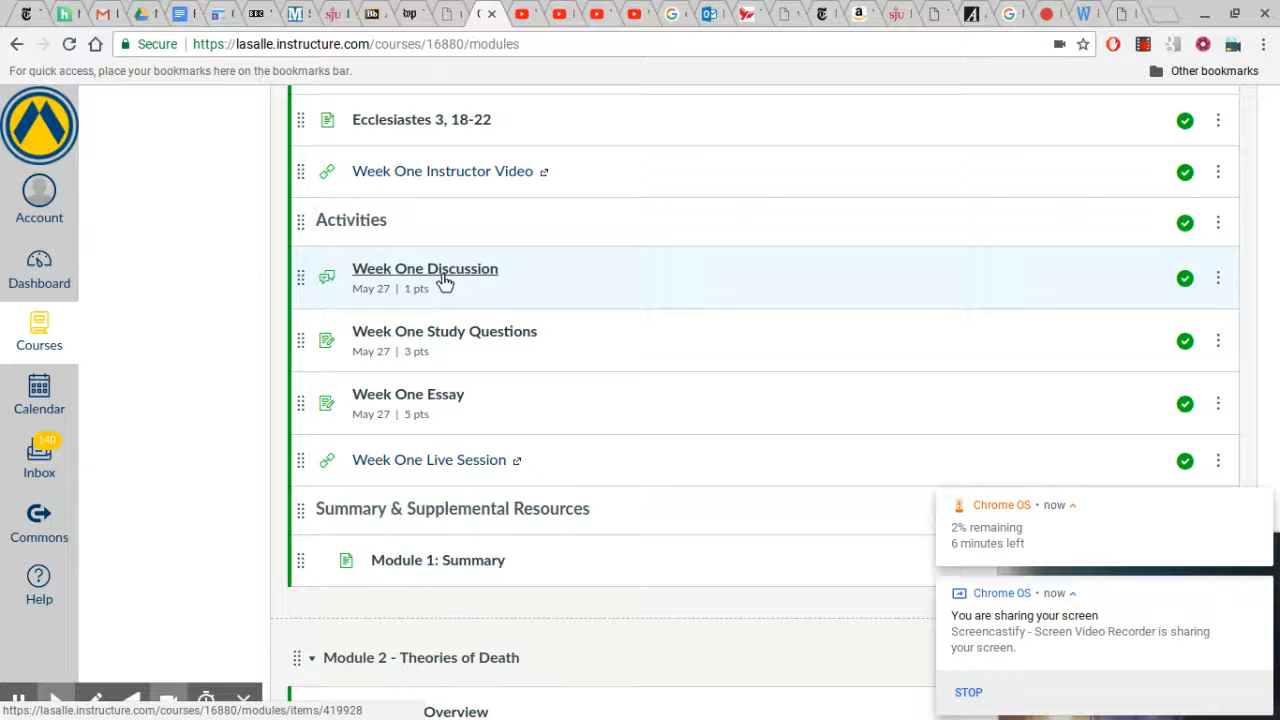 Secure
https://lasalle.instructure.com/courses/16880/modules
For quick access, place your bookmarks here on the bookmarks bar.
Other bookmarks
Ecclesiastes 3, 18-22
Week One Instructor Video
Account
Activities
Dashboard
Week One Discussion
May 27 | 1 pts
Courses
Week One Study Questions
May 27 | 3 pts
Calendar
Week One Essay
May 27 | 5 pts
140
Inbox
Week One Live Session
Commons
Summary & Supplemental Resources
Help
Module 1: Summary
Chrome OS • now
2% remaining
6 minutes left
Chrome OS • now
You are sharing your screen
Screencastify - Screen Video Recorder is sharing
your screen.
STOP
Module 2 - Theories of Death
https://lasalle.instructure.com/courses/16880/modules/items/419928
Overview